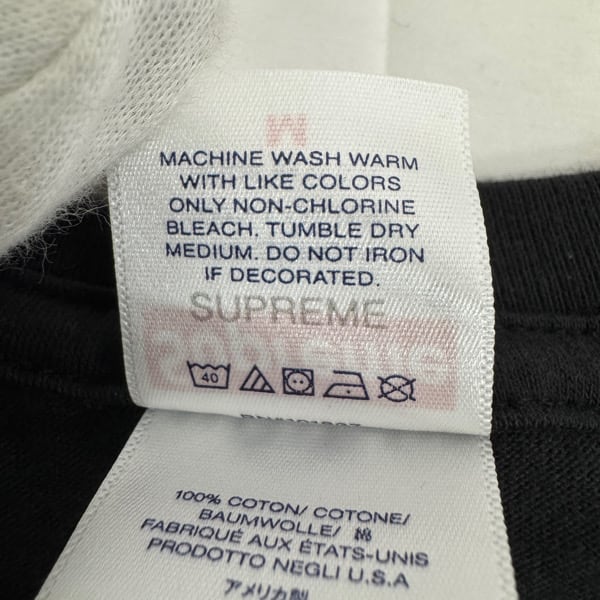 M
MACHINE WASH WARM
WITH LIKE COLORS
ONLY NON-CHLORINE
BLEACH. TUMBLE DRY
MEDIUM. DO NOT IRON
IF DECORATED.
SUPREME
Supreme
40
100% COTON/ COTONE/
BAUMWOLLE/ 綿
FABRIQUÉ AUX ÉTATS-UNIS
PRODOTTO NEGLI U.S.A
アメリカ製